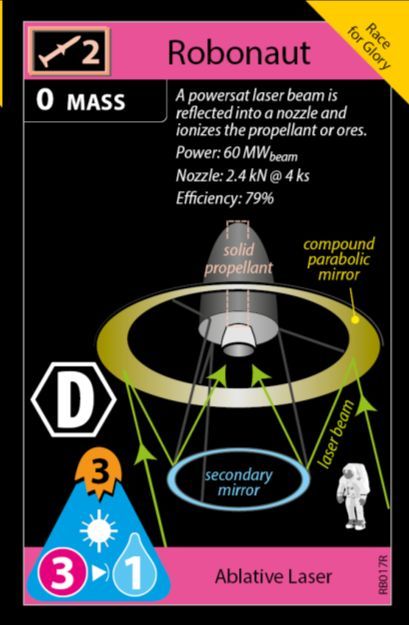 Race
for Glory
2
Robonaut
0 MASS
A powersat laser beam is
reflected into a nozzle and
ionizes the propellant or ores.
Power: 60 MWbeam
Nozzle: 2.4 kN @ 4 ks
Efficiency: 79%
solid
propellant
compound
parabolic
mirror
D
laser beam
secondary
mirror
3
3
1
Ablative Laser
RB017R